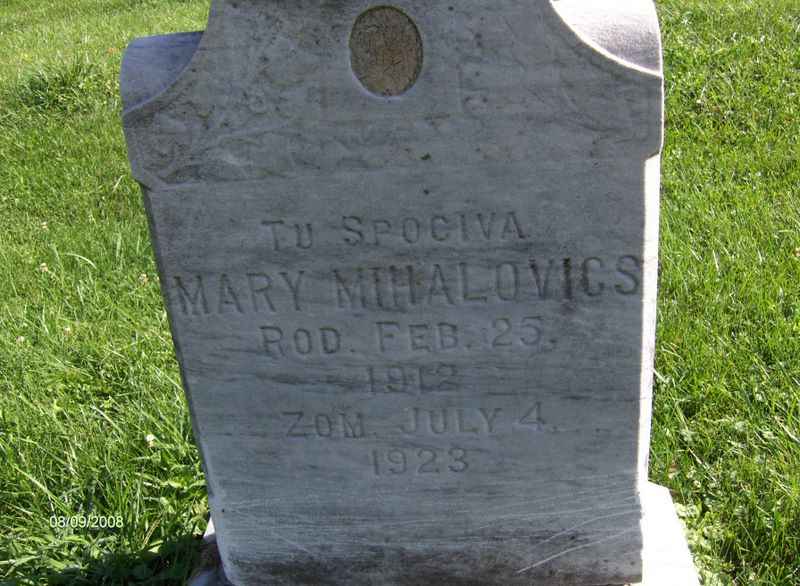 TU SPOCIVA
MARY MIHALOVICS
ROD. FEB. 25,
1912
ZOM. JULY 4,
1923
08/09/2008